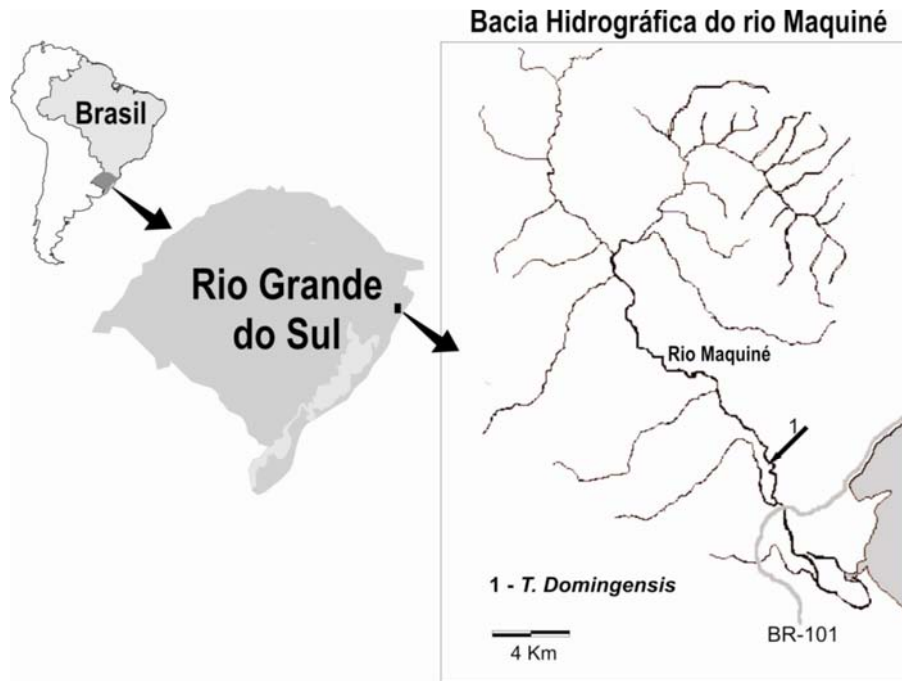 Bacia Hidrográfica do rio Maquiné
Brasil
Rio Grande
do Sul
Rio Maquiné
1
1 - T. Domingensis
BR-101
4 Km